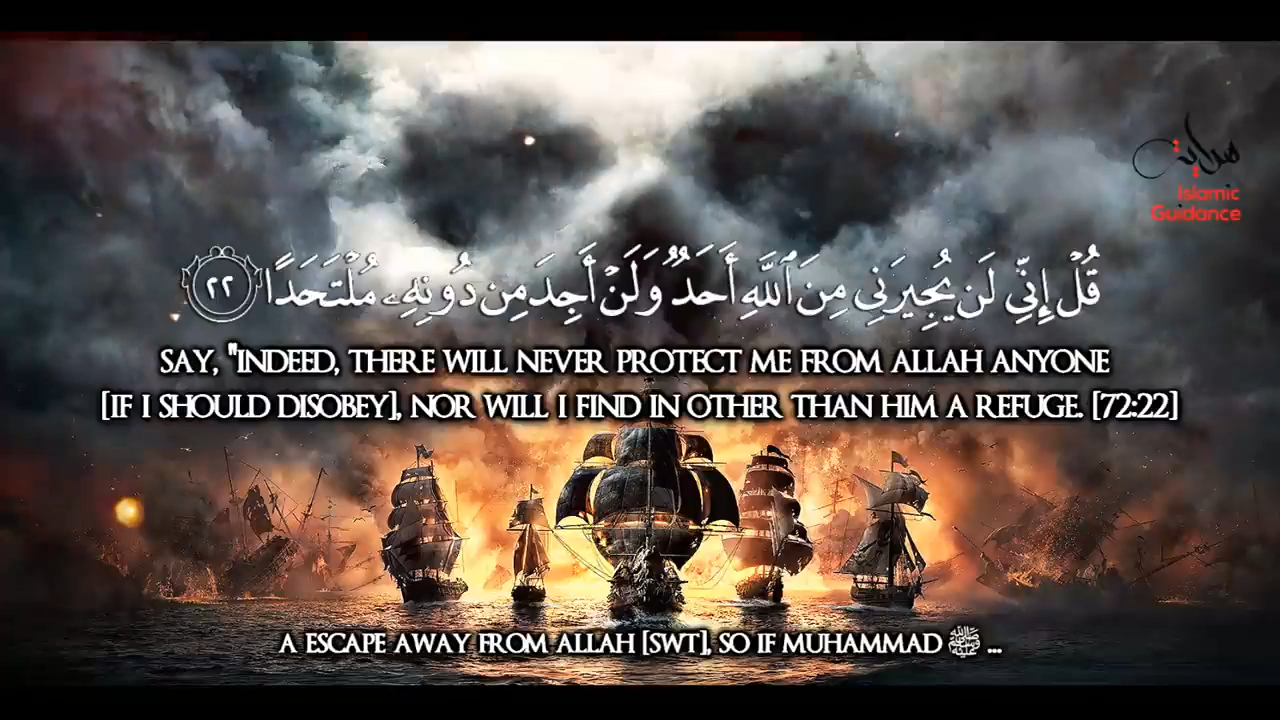 هداية
Islamic
Guidance
قُلْ إِنِّي لَن يُجِيرَنِي مِنَ ٱللَّهِ أَحَدٌ وَلَنْ أَجِدَ مِن دُونِهِۦ مُلْتَحَدًا ٢٢
SAY, "INDEED, THERE WILL NEVER PROTECT ME FROM ALLAH ANYONE
[IF I SHOULD DISOBEY], NOR WILL I FIND IN OTHER THAN HIM A REFUGE. [72:22]
A ESCAPE AWAY FROM ALLAH [SWT], SO IF MUHAMMAD ﷺ ...